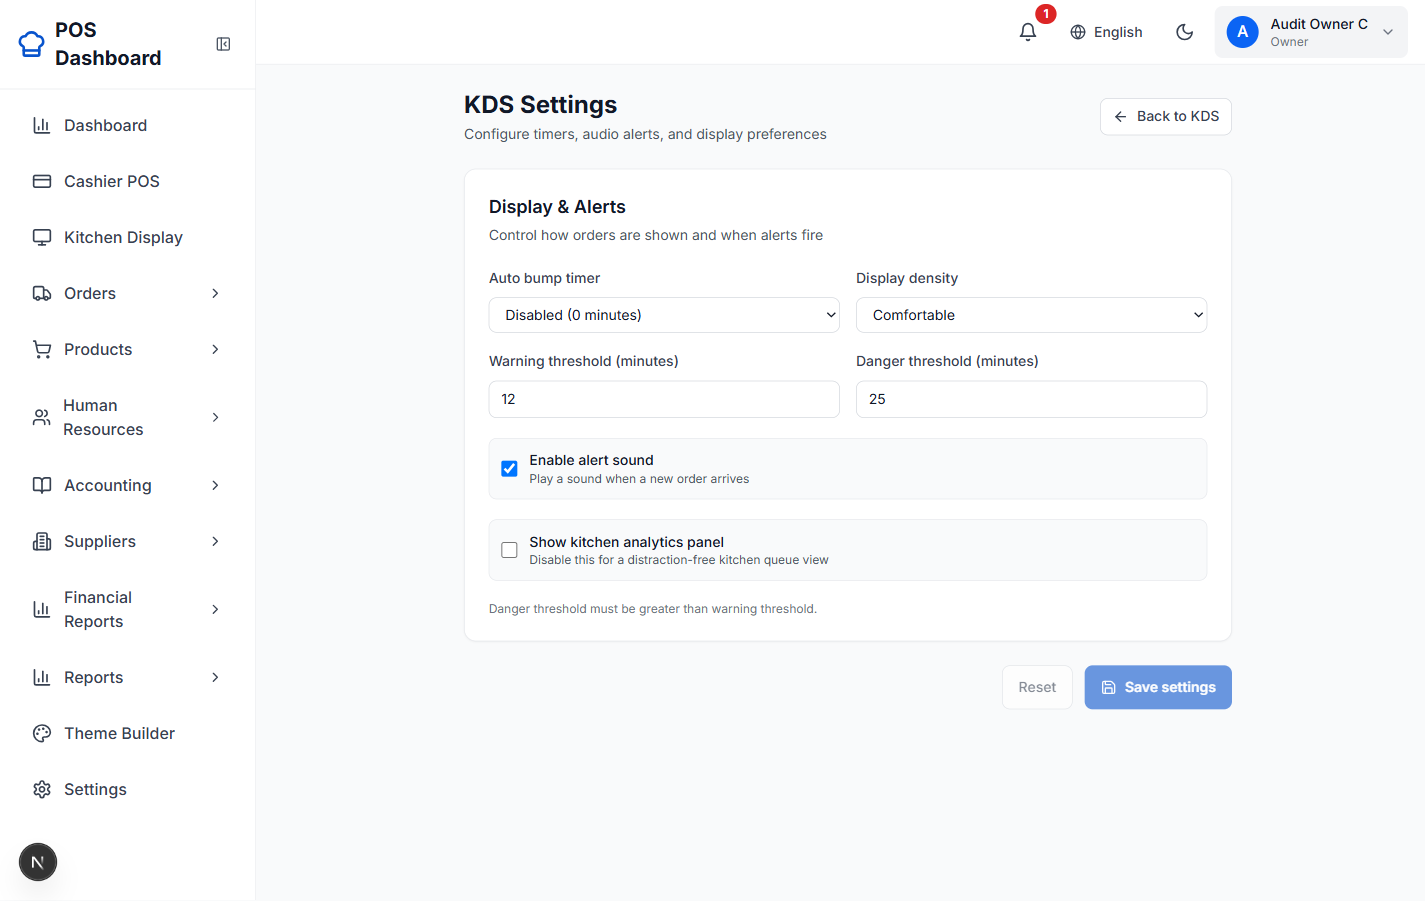 POS
Dashboard
1
English
A
Audit Owner C
Owner
Dashboard
Cashier POS
Kitchen Display
Orders
Products
Human
Resources
Accounting
Suppliers
Financial
Reports
Reports
Theme Builder
Settings
N
KDS Settings
Configure timers, audio alerts, and display preferences
Back to KDS
Display & Alerts
Control how orders are shown and when alerts fire
Auto bump timer
Display density
Disabled (0 minutes)
Comfortable
Warning threshold (minutes)
Danger threshold (minutes)
12
25
Enable alert sound
Play a sound when a new order arrives
Show kitchen analytics panel
Disable this for a distraction-free kitchen queue view
Danger threshold must be greater than warning threshold.
Reset
Save settings